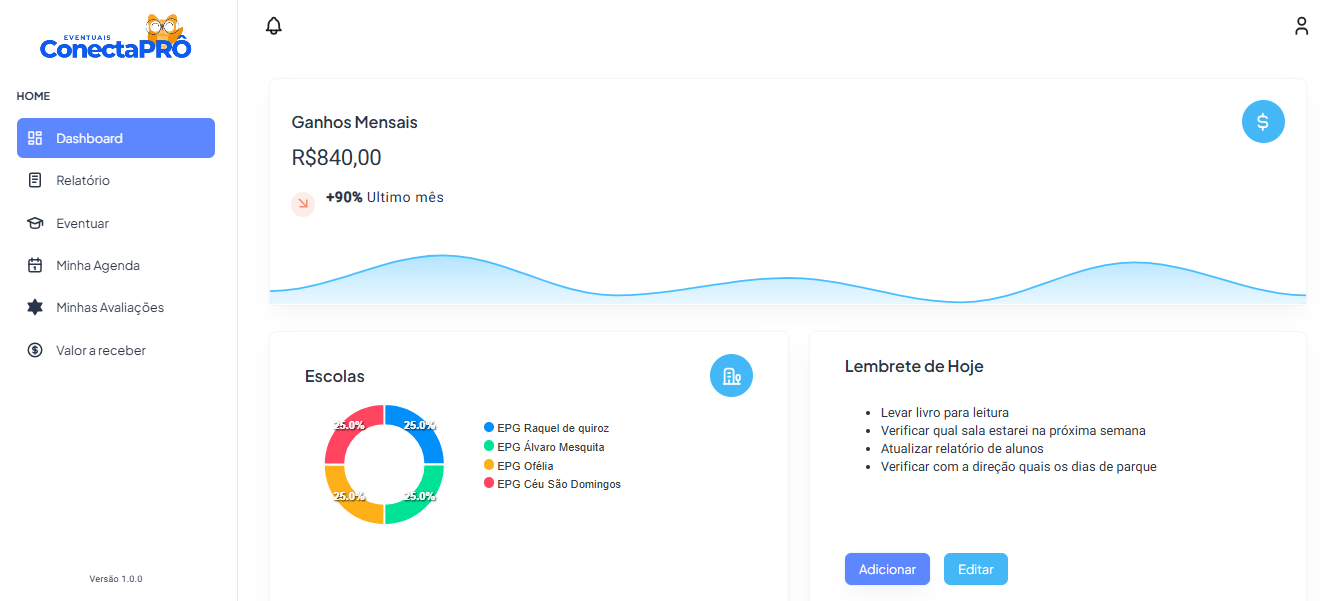 EVENTUAIS
ConectaPRÔ
HOME
Dashboard
Relatório
Eventuar
Minha Agenda
Minhas Avaliações
Valor a receber
Versão 1.0.0
Ganhos Mensais
$
R$840,00
+90% Ultimo mês
Escolas
25.0% 25.0%
25.0% 25.0%
EPG Raquel de quiroz
EPG Álvaro Mesquita
EPG Ofélia
EPG Céu São Domingos
Lembrete de Hoje
Levar livro para leitura
Verificar qual sala estarei na próxima semana
Atualizar relatório de alunos
Verificar com a direção quais os dias de parque
Adicionar
Editar